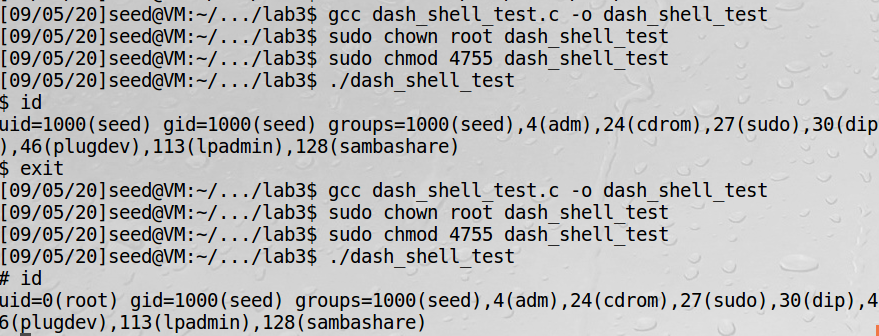 [09/05/20]seed@VM:~/.../lab3$ gcc dash_shell_test.c -o dash_shell_test
[09/05/20]seed@VM:~/.../lab3$ sudo chown root dash_shell_test
[09/05/20]seed@VM:~/.../lab3$ sudo chmod 4755 dash_shell_test
[09/05/20]seed@VM:~/.../lab3$ ./dash_shell_test
$ id
uid=1000(seed) gid=1000(seed) groups=1000(seed),4(adm),24(cdrom),27(sudo),30(dip
),46(plugdev),113(lpadmin),128(sambashare)
$ exit
[09/05/20]seed@VM:~/.../lab3$ gcc dash_shell_test.c -o dash_shell_test
[09/05/20]seed@VM:~/.../lab3$ sudo chown root dash_shell_test
[09/05/20]seed@VM:~/.../lab3$ sudo chmod 4755 dash_shell_test
[09/05/20]seed@VM:~/.../lab3$ ./dash_shell_test
# id
uid=0(root) gid=1000(seed) groups=1000(seed),4(adm),24(cdrom),27(sudo),30(dip),4
6(plugdev),113(lpadmin),128(sambashare)